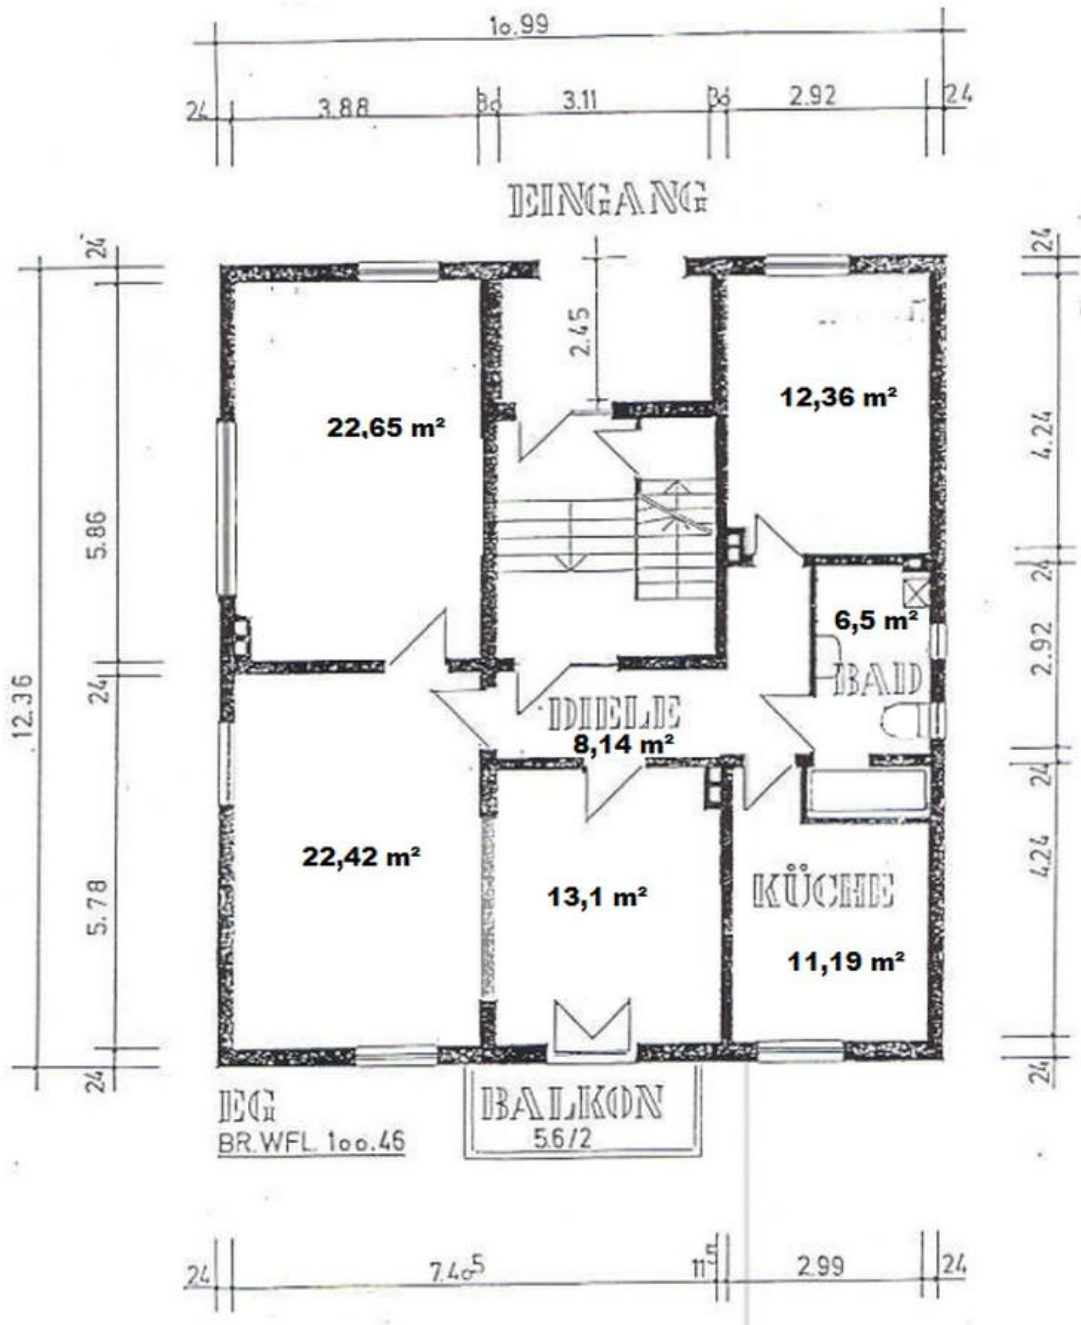 10.99
24
3.88
30
3.11
30
2.92
24
EINGANG
24
24
2.45
12,36 m²
22,65 m²
4.24
5.86
24
6,5 m²
2.92
24
BAD
12.36
DIELE
8,14 m²
24
22,42 m²
4.24
13,1 m²
KÜCHE
5.78
11,19 m²
24
24
EG
BALKON
BR.WFL. 100.46
5.6/2
24
7.40⁵
11⁵
2.99
24